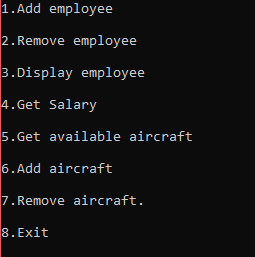 1.Add employee
2.Remove employee
3.Display employee
4.Get Salary
5.Get available aircraft
6.Add aircraft
7.Remove aircraft.
8.Exit